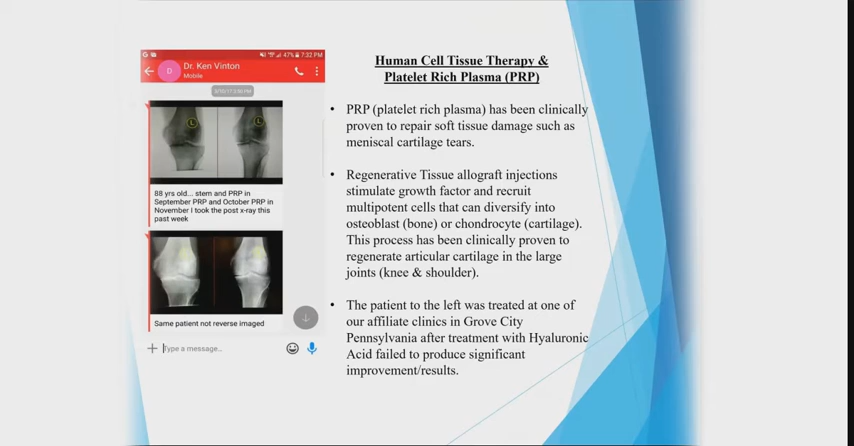 47% 7:32 PM
Dr. Ken Vinton
D
Mobile
L
L
88 yrs old... stem and PRP in
September PRP and October PRP in
November I took the post x-ray this
past week
Same patient not reverse imaged
Type a message...
Human Cell Tissue Therapy &
Platelet Rich Plasma (PRP)
• PRP (platelet rich plasma) has been clinically
proven to repair soft tissue damage such as
meniscal cartilage tears.
• Regenerative Tissue allograft injections
stimulate growth factor and recruit
multipotent cells that can diversify into
osteoblast (bone) or chondrocyte (cartilage).
This process has been clinically proven to
regenerate articular cartilage in the large
joints (knee & shoulder).
• The patient to the left was treated at one of
our affiliate clinics in Grove City
Pennsylvania after treatment with Hyaluronic
Acid failed to produce significant
improvement/results.